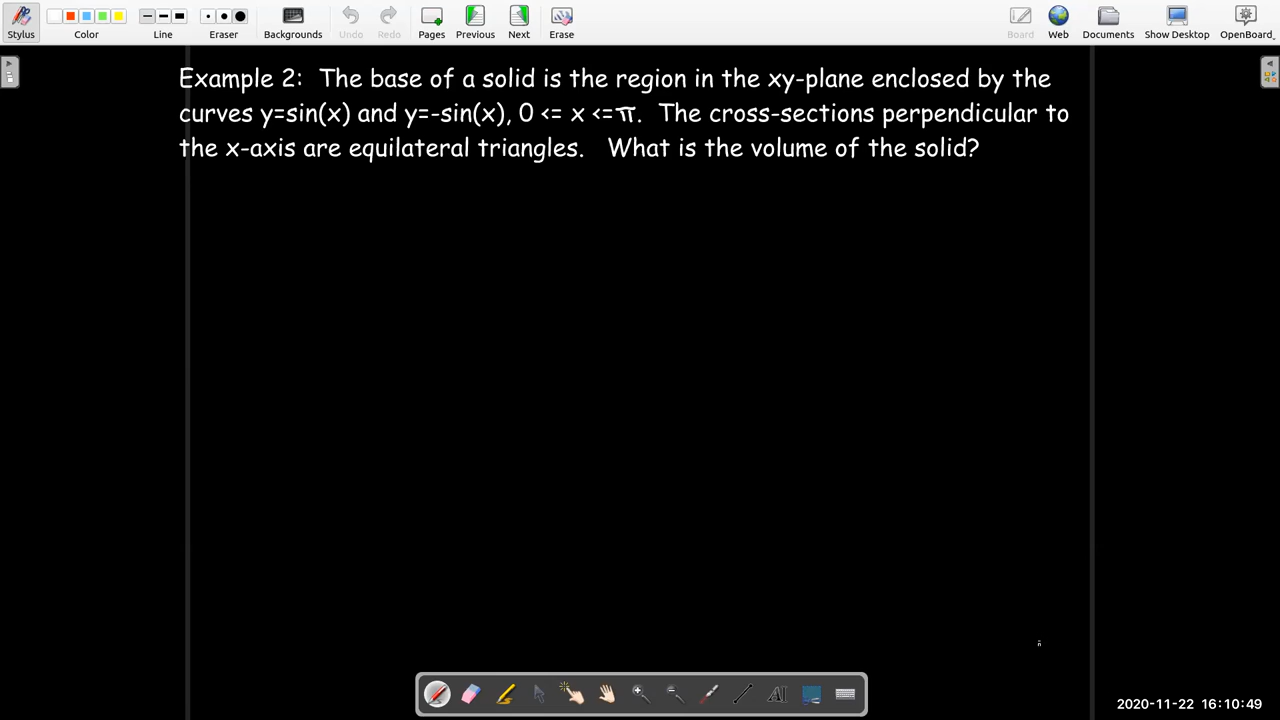 Stylus
Color
Line
Eraser
Backgrounds
Undo
Redo
Pages
Previous
Next
Erase
Board
Web
Documents
Show Desktop
OpenBoard
Example 2: The base of a solid is the region in the xy-plane enclosed by the
curves y=sin(x) and y=-sin(x), 0 <= x <=π. The cross-sections perpendicular to
the x-axis are equilateral triangles. What is the volume of the solid?
AI
2020-11-22 16:10:49